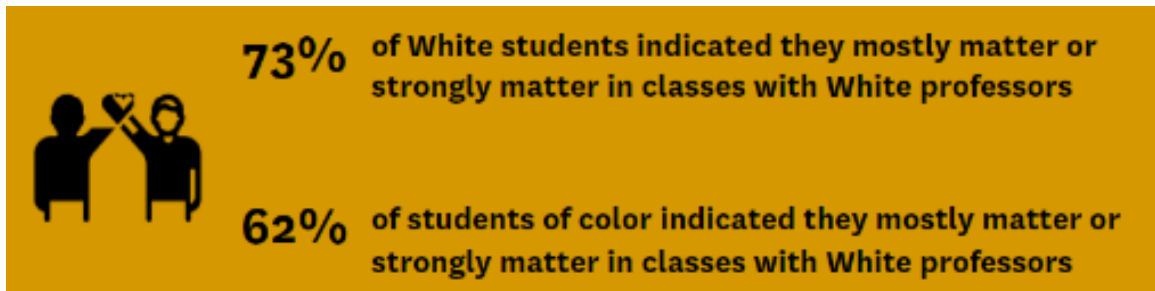 73% of White students indicated they mostly matter or
strongly matter in classes with White professors
62% of students of color indicated they mostly matter or
strongly matter in classes with White professors